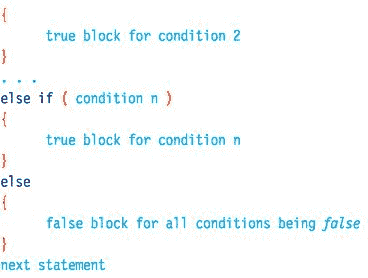 {
true block for condition 2
}
. . .
else if ( condition n )
{
true block for condition n
}
else
{
false block for all conditions being false
}
next statement